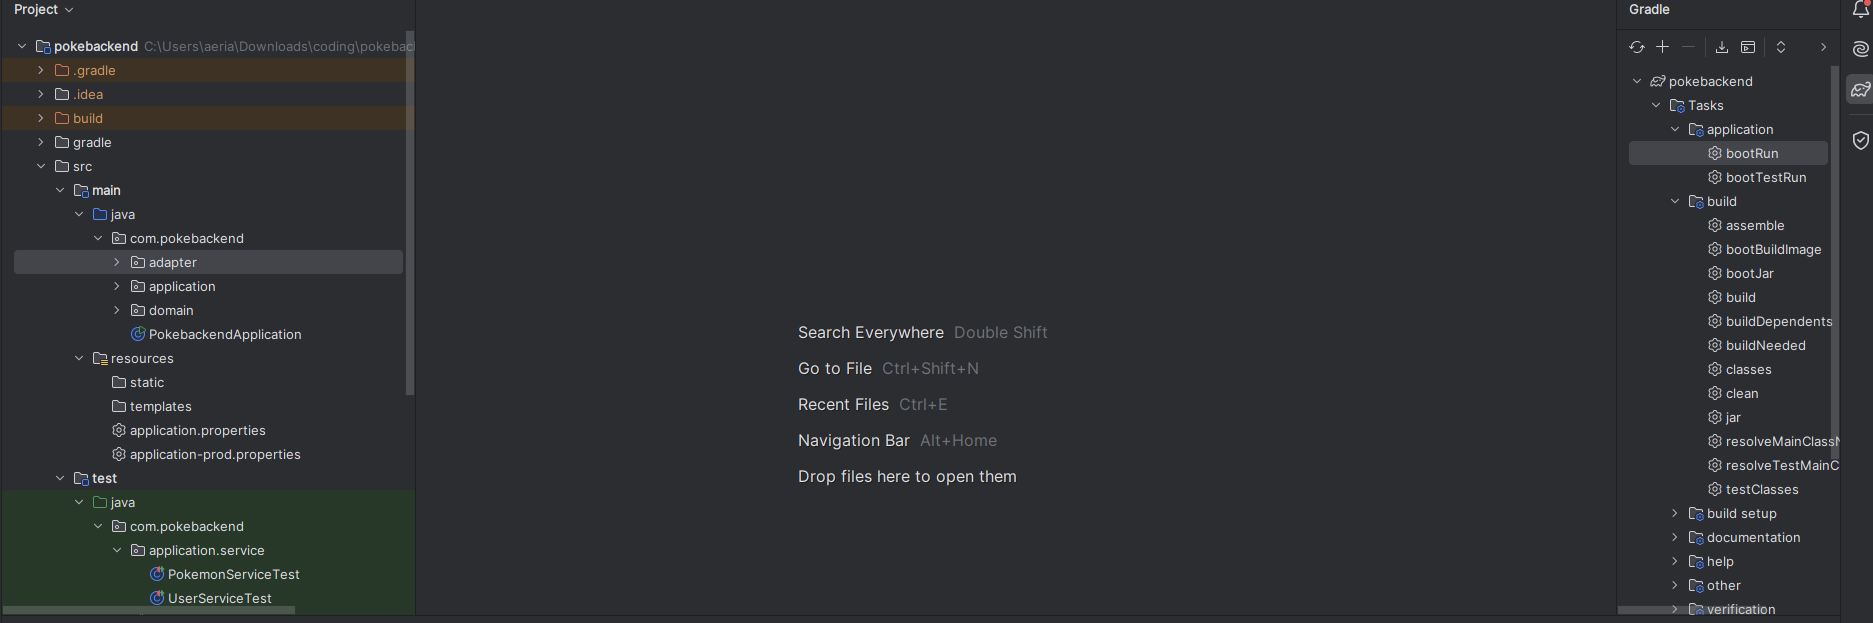 Project
pokebackend C:\Users\aeria\Downloads\coding\pokebac
.gradle
.idea
build
gradle
src
main
java
com.pokebackend
adapter
application
domain
PokebackendApplication
resources
static
templates
application.properties
application-prod.properties
test
java
com.pokebackend
application.service
PokemonServiceTest
UserServiceTest
Search Everywhere Double Shift
Go to File Ctrl+Shift+N
Recent Files Ctrl+E
Navigation Bar Alt+Home
Drop files here to open them
Gradle
pokebackend
Tasks
application
bootRun
bootTestRun
build
assemble
bootBuildImage
bootJar
build
buildDependents
buildNeeded
classes
clean
jar
resolveMainClassN
resolveTestMainC
testClasses
build setup
documentation
help
other
verification